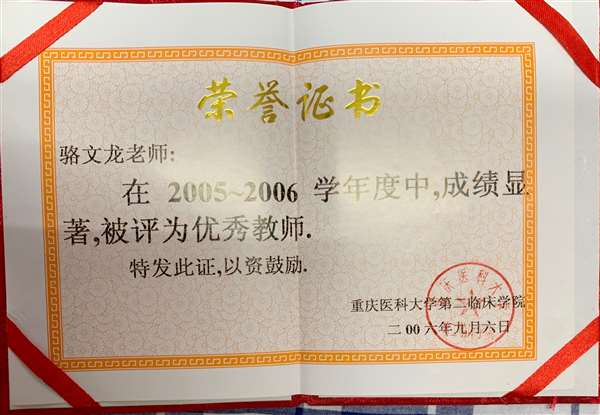 荣誉证书
骆文龙老师:
在 2005~2006 学年度中,成绩显
著,被评为优秀教师.
特发此证,以资鼓励.
重庆医科大学第二临床学院
二00六年九月六日